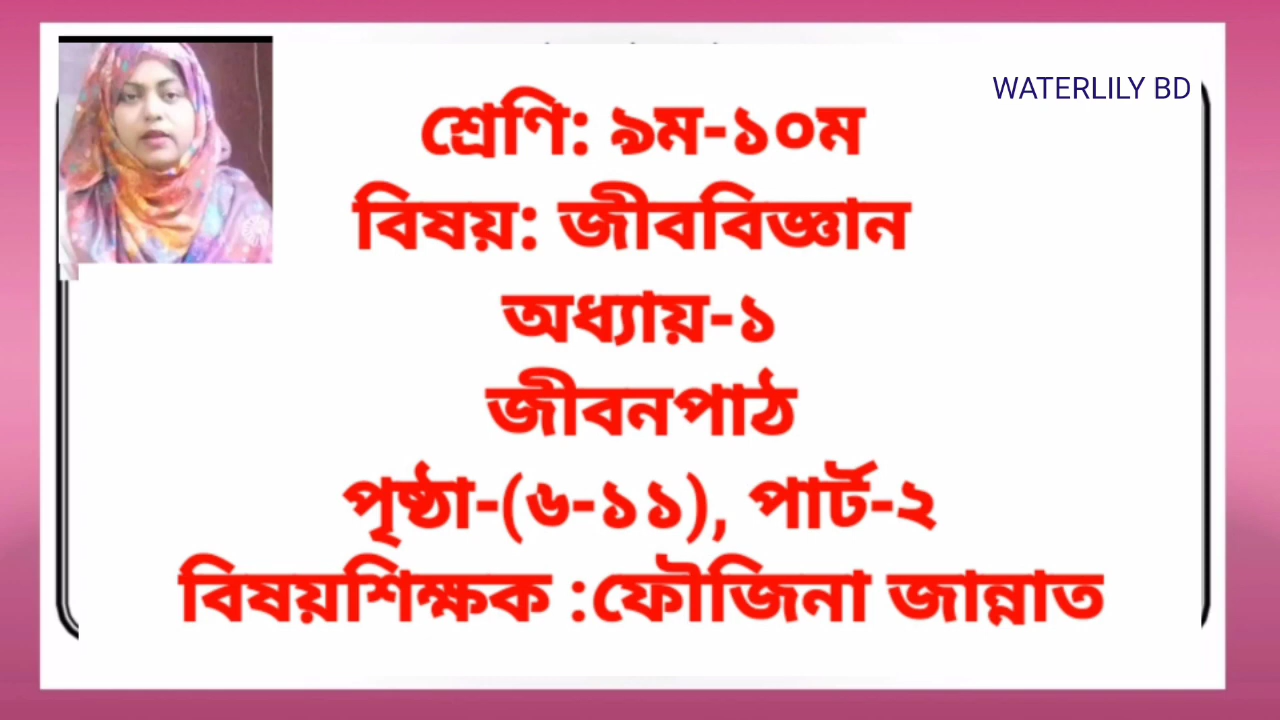 WATERLILY BD
শ্রেণি: ৯ম-১০ম
বিষয়: জীববিজ্ঞান
অধ্যায়-১
জীবনপাঠ
পৃষ্ঠা-(৬-১১), পার্ট-২
বিষয়শিক্ষক :ফৌজিনা জান্নাত